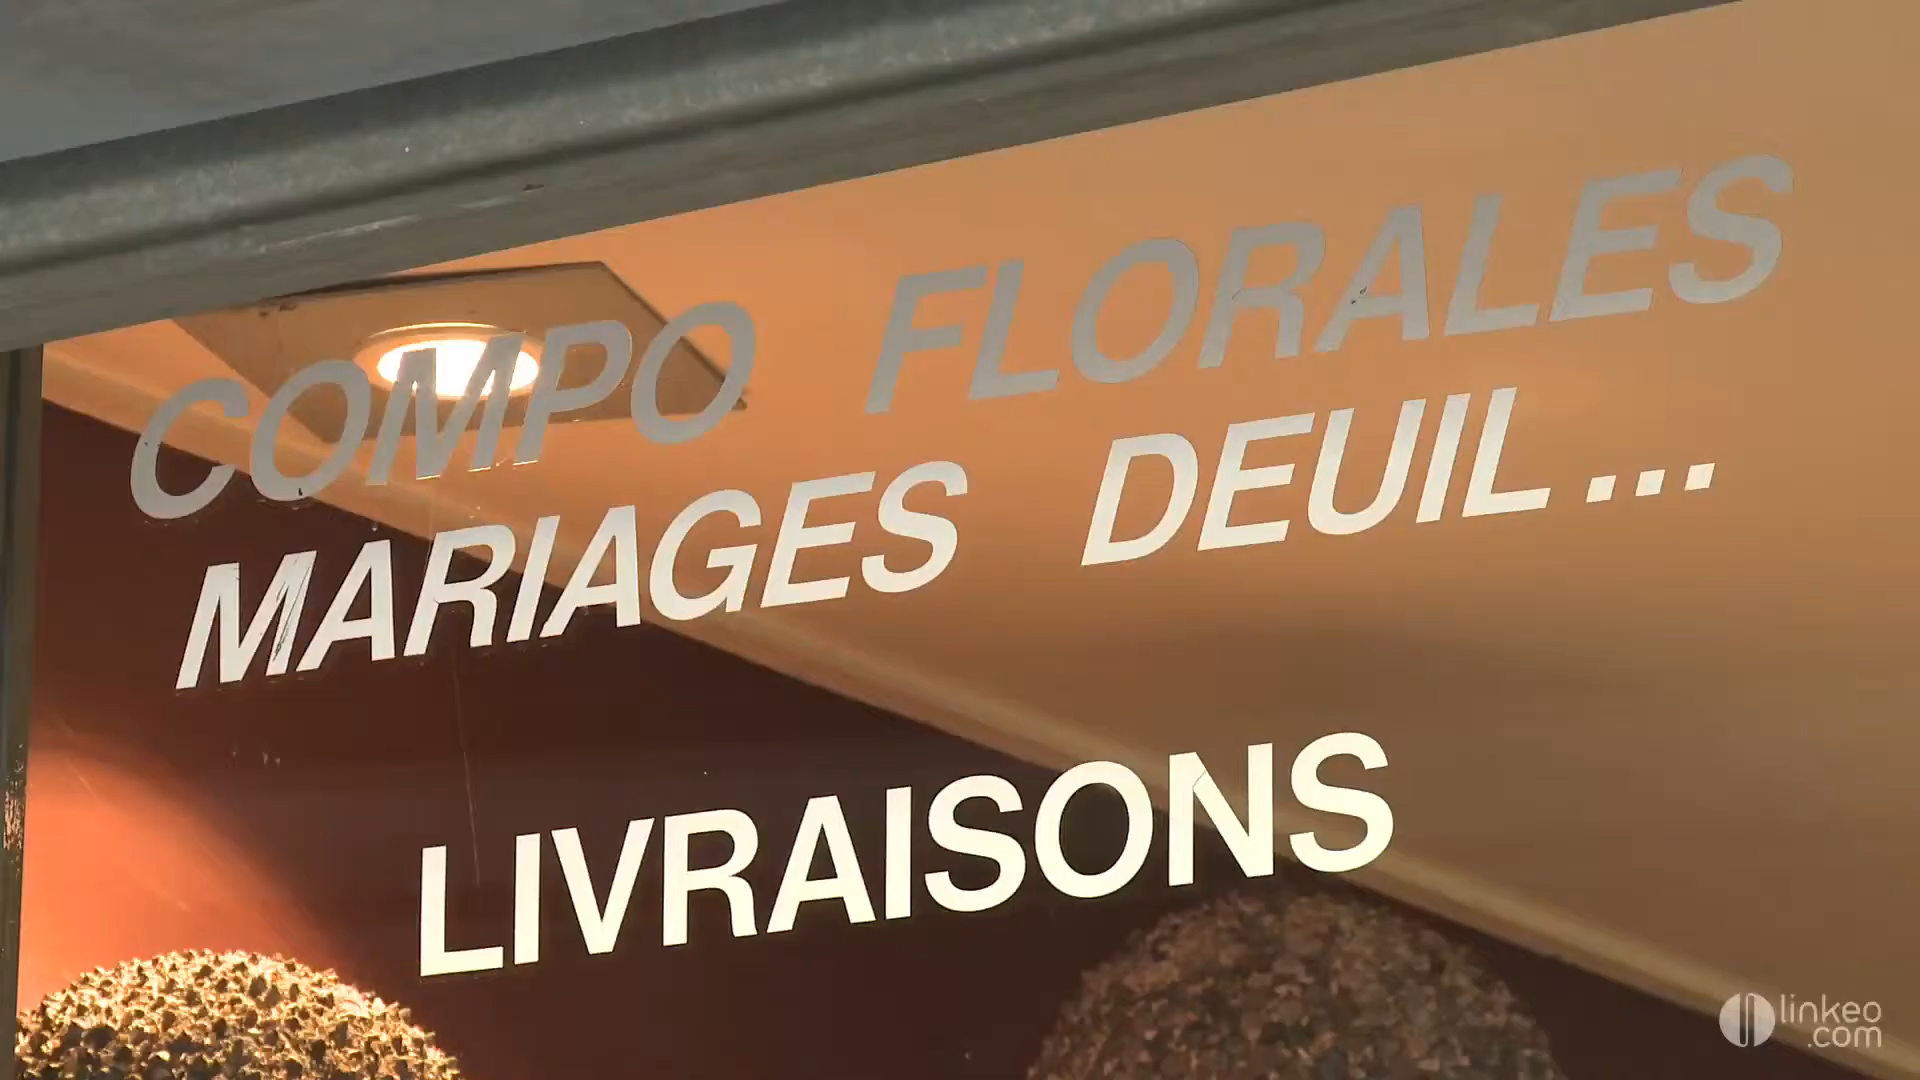 COMPO FLORALES
MARIAGES DEUIL...
LIVRAISONS
linkeo
.com